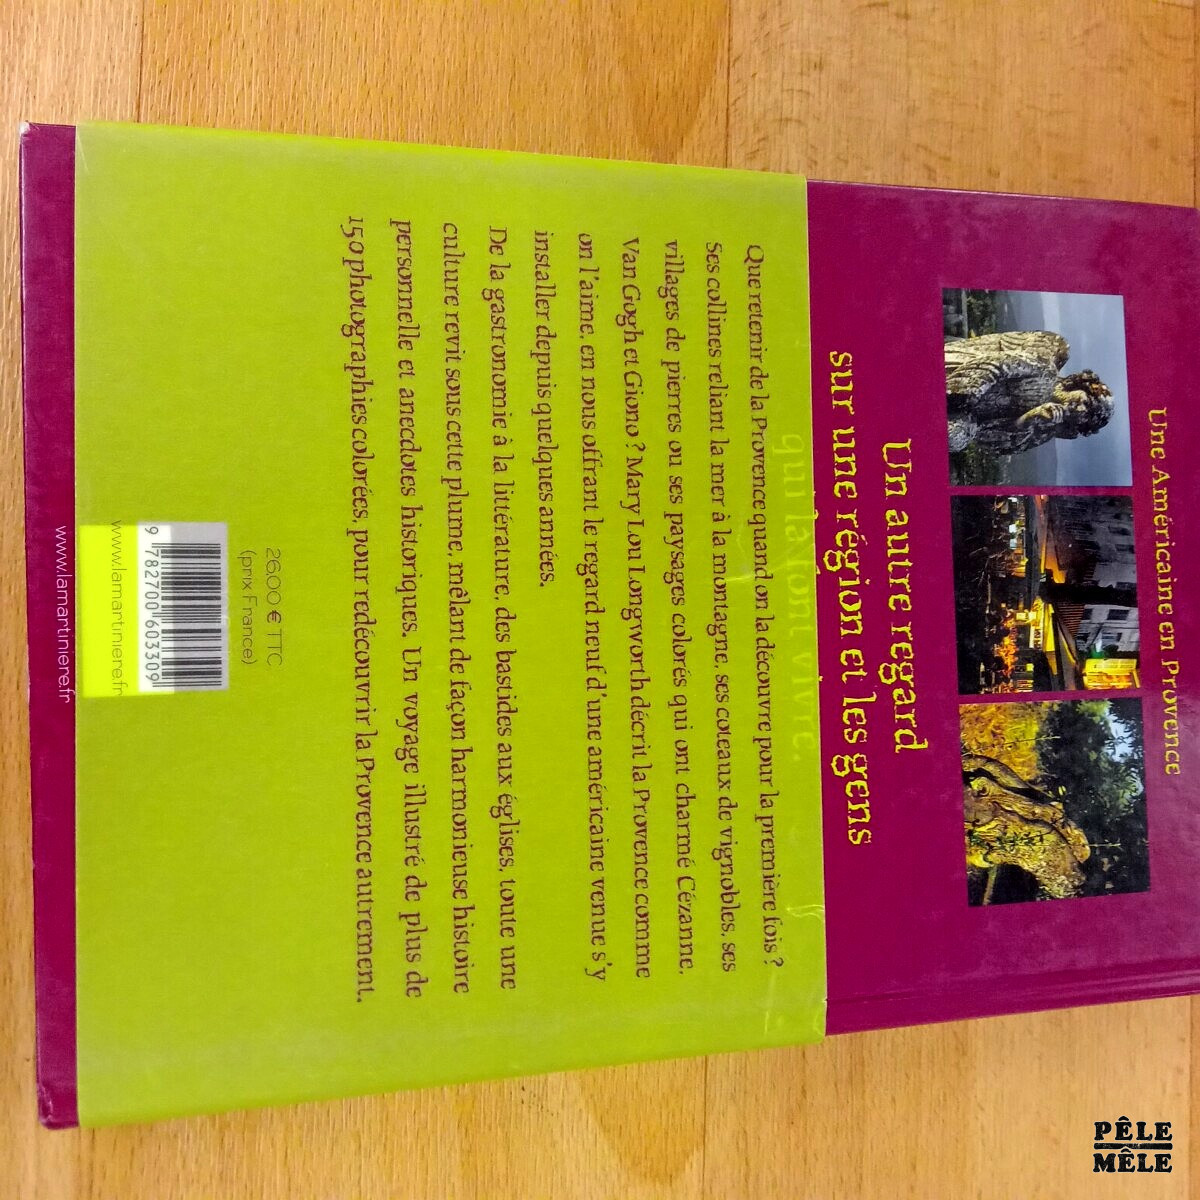 Une Américaine en Provence
Un autre regard
sur une région et les gens
qui la font vivre.
Que retenir de la Provence quand on la découvre pour la première fois ?
Ses collines reliant la mer à la montagne, ses coteaux de vignobles, ses
villages de pierres ou ses paysages colorés qui ont charmé Cézanne,
Van Gogh et Giono ? Mary Lou Longworth décrit la Provence comme
on l'aime, en nous offrant le regard neuf d'une américaine venue s'y
installer depuis quelques années.
De la gastronomie à la littérature, des bastides aux églises, toute une
culture revit sous cette plume, mêlant de façon harmonieuse histoire
personnelle et anecdotes historiques. Un voyage illustré de plus de
150 photographies colorées, pour redécouvrir la Provence autrement.
26,00 € TTC
(prix France)
9 782700 603309
www.lamartiniere.fr
www.lamartiniere.fr
PÊLE
MÊLE